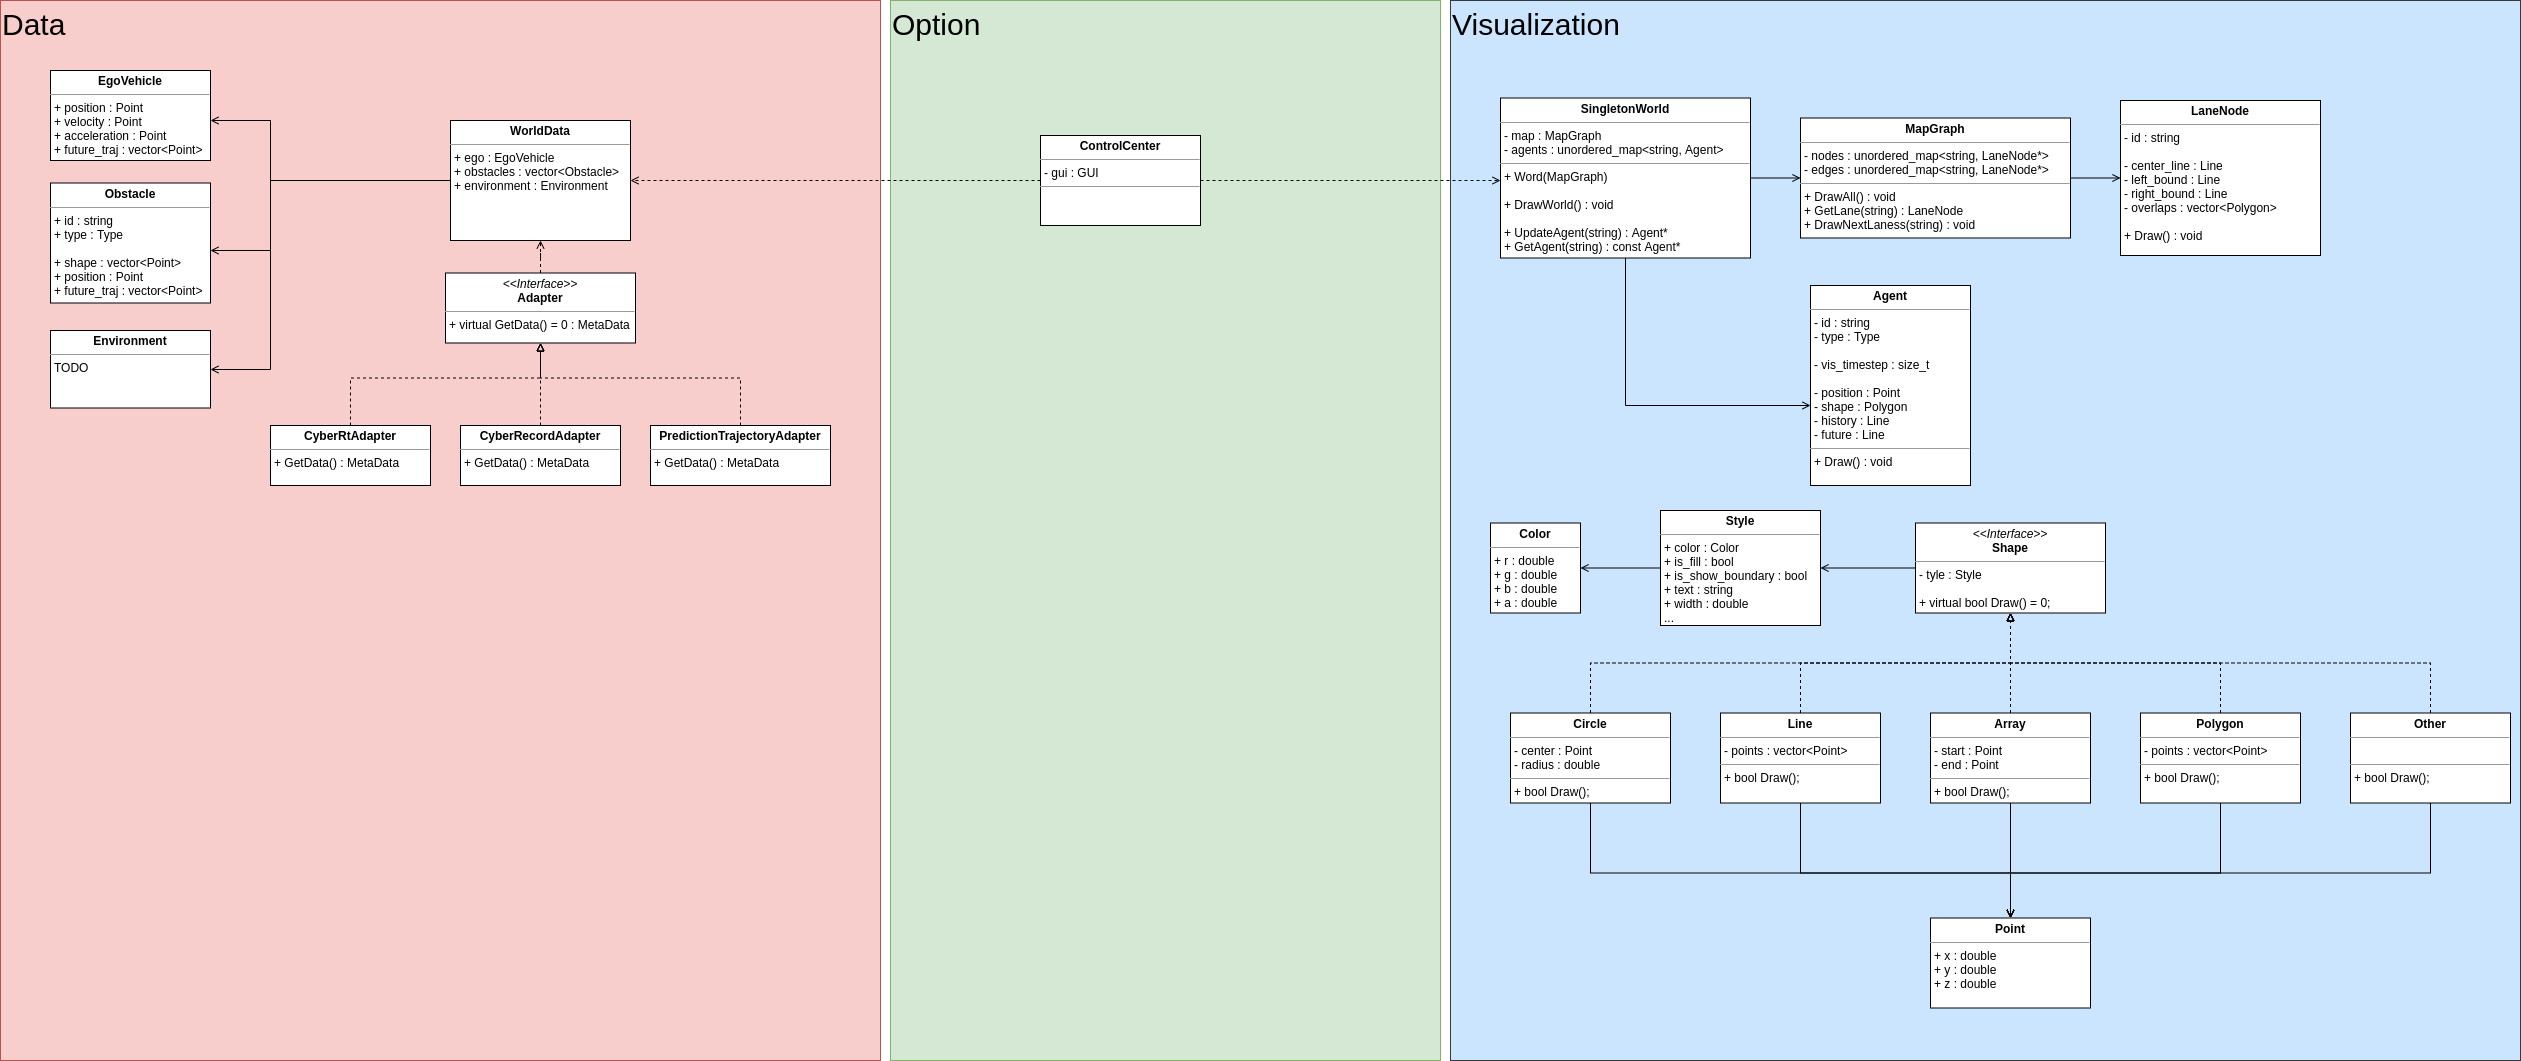 Data
EgoVehicle
+ position : Point
+ velocity : Point
+ acceleration : Point
+ future_traj : vector<Point>
Obstacle
+ id : string
+ type : Type
+ shape : vector<Point>
+ position : Point
+ future_traj : vector<Point>
Environment
TODO
WorldData
+ ego : EgoVehicle
+ obstacles : vector<Obstacle>
+ environment : Environment
<<Interface>>
Adapter
+ virtual GetData() = 0 : MetaData
CyberRtAdapter
+ GetData() : MetaData
CyberRecordAdapter
+ GetData() : MetaData
PredictionTrajectoryAdapter
+ GetData() : MetaData
Option
ControlCenter
- gui : GUI
Visualization
SingletonWorld
- map : MapGraph
- agents : unordered_map<string, Agent>
+ Word(MapGraph)
+ DrawWorld() : void
+ UpdateAgent(string) : Agent*
+ GetAgent(string) : const Agent*
MapGraph
- nodes : unordered_map<string, LaneNode*>
- edges : unordered_map<string, LaneNode*>
+ DrawAll() : void
+ GetLane(string) : LaneNode
+ DrawNextLaness(string) : void
LaneNode
- id : string
- center_line : Line
- left_bound : Line
- right_bound : Line
- overlaps : vector<Polygon>
+ Draw() : void
Agent
- id : string
- type : Type
- vis_timestep : size_t
- position : Point
- shape : Polygon
- history : Line
- future : Line
+ Draw() : void
Color
+ r : double
+ g : double
+ b : double
+ a : double
Style
+ color : Color
+ is_fill : bool
+ is_show_boundary : bool
+ text : string
+ width : double
...
<<Interface>>
Shape
- tyle : Style
+ virtual bool Draw() = 0;
Circle
- center : Point
- radius : double
+ bool Draw();
Line
- points : vector<Point>
+ bool Draw();
Array
- start : Point
- end : Point
+ bool Draw();
Polygon
- points : vector<Point>
+ bool Draw();
Other
+ bool Draw();
Point
+ x : double
+ y : double
+ z : double